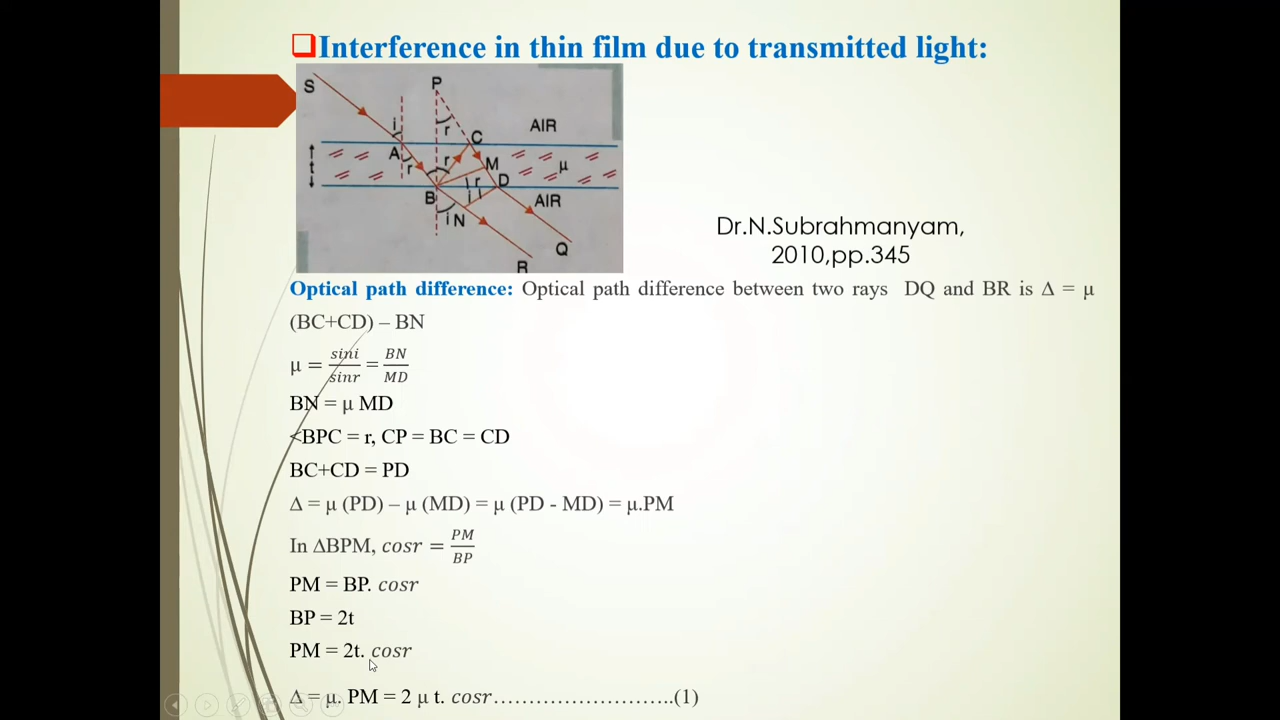 Interference in thin film due to transmitted light:
S
P
i
r
C
AIR
A
r
r
M
μ
t
r
D
B
i
AIR
i N
Q
R
Dr.N.Subrahmanyam,
2010,pp.345
Optical path difference: Optical path difference between two rays DQ and BR is Δ = μ
(BC+CD) – BN
μ = sini/sinr = BN/MD
BN = μ MD
<BPC = r, CP = BC = CD
BC+CD = PD
Δ = μ (PD) – μ (MD) = μ (PD - MD) = μ.PM
In ΔBPM, cosr = PM/BP
PM = BP. cosr
BP = 2t
PM = 2t. cosr
Δ = μ. PM = 2 μ t. cosr……………………..(1)